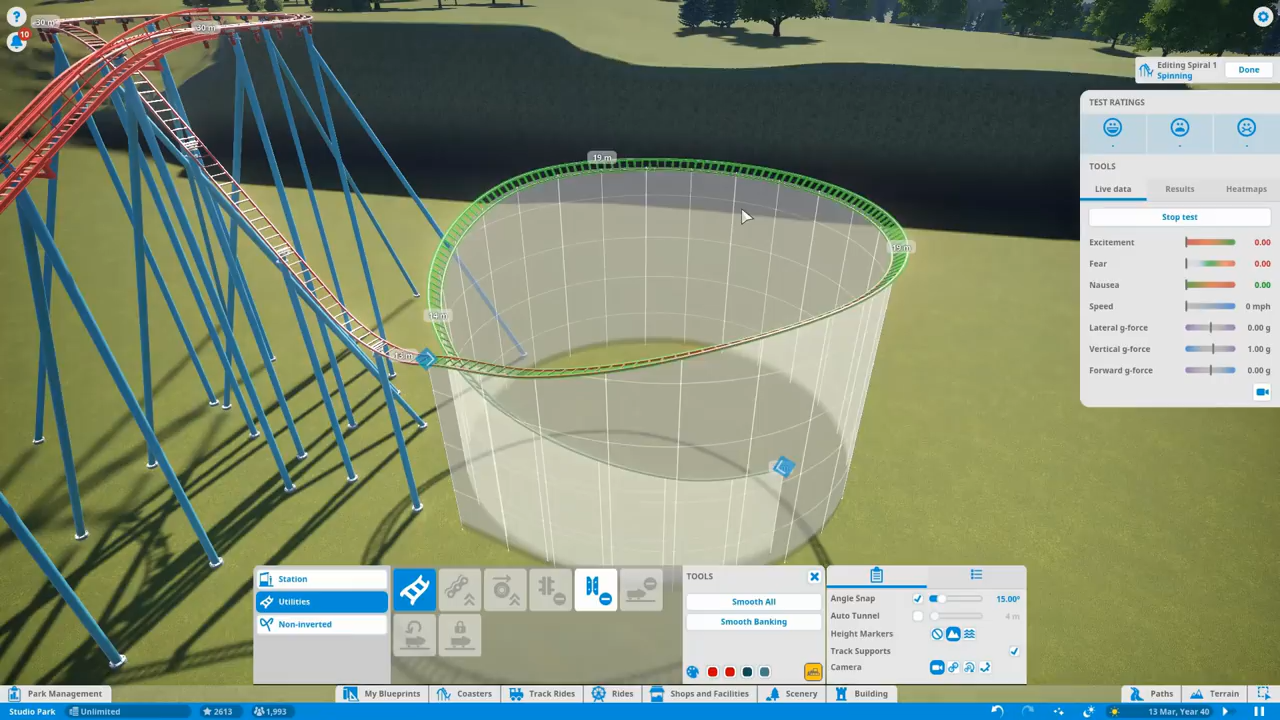 30 m
30 m
10
19 m
19 m
14 m
13 m
Editing Spiral 1
Spinning
Done
TEST RATINGS
-
-
-
TOOLS
Live data
Results
Heatmaps
Stop test
Excitement 0.00
Fear 0.00
Nausea 0.00
Speed 0 mph
Lateral g-force 0.00 g
Vertical g-force 1.00 g
Forward g-force 0.00 g
Station
Utilities
Non-inverted
TOOLS
Smooth All
Smooth Banking
Angle Snap 15.00°
Auto Tunnel 4 m
Height Markers
Track Supports
Camera
Park Management
My Blueprints
Coasters
Track Rides
Rides
Shops and Facilities
Scenery
Building
Paths
Terrain
Studio Park
Unlimited
2613
1,993
13 Mar, Year 40